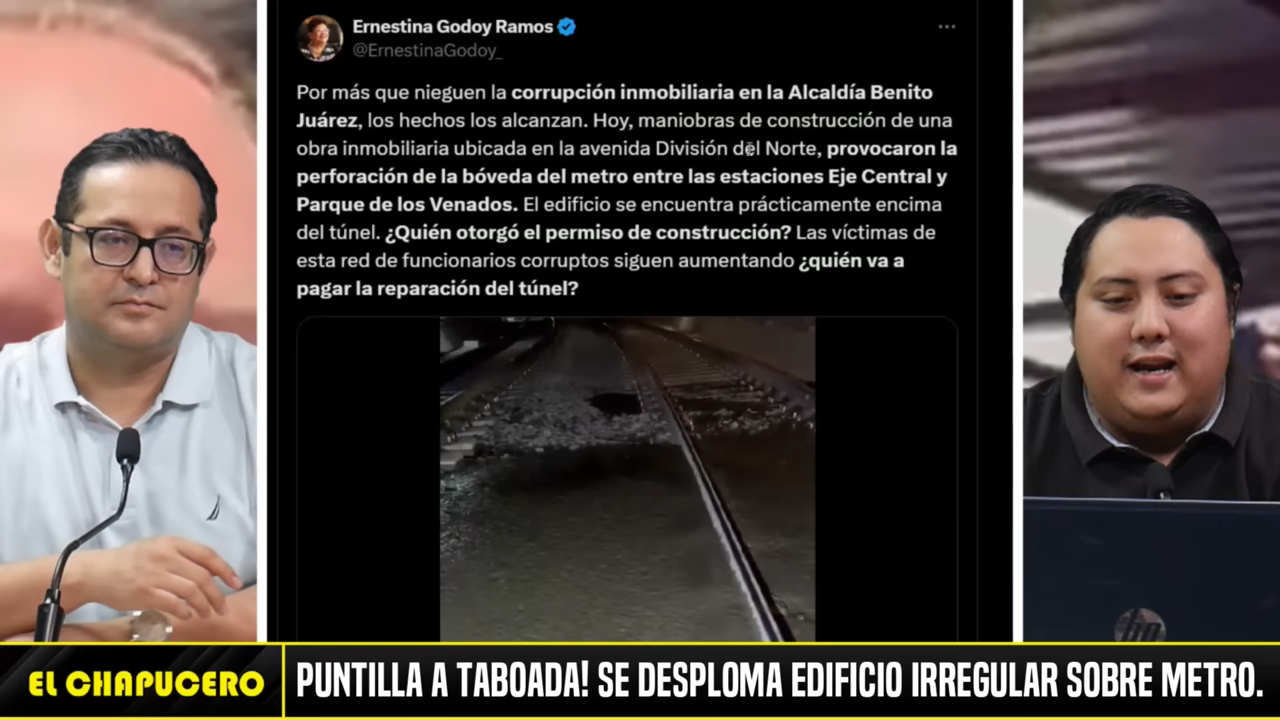 Ernestina Godoy Ramos
@ErnestinaGodoy_
Por más que nieguen la corrupción inmobiliaria en la Alcaldía Benito
Juárez, los hechos los alcanzan. Hoy, maniobras de construcción de una
obra inmobiliaria ubicada en la avenida División del Norte, provocaron la
perforación de la bóveda del metro entre las estaciones Eje Central y
Parque de los Venados. El edificio se encuentra prácticamente encima
del túnel. ¿Quién otorgó el permiso de construcción? Las víctimas de
esta red de funcionarios corruptos siguen aumentando ¿quién va a
pagar la reparación del túnel?
hp
EL CHAPUCERO
PUNTILLA A TABOADA! SE DESPLOMA EDIFICIO IRREGULAR SOBRE METRO.